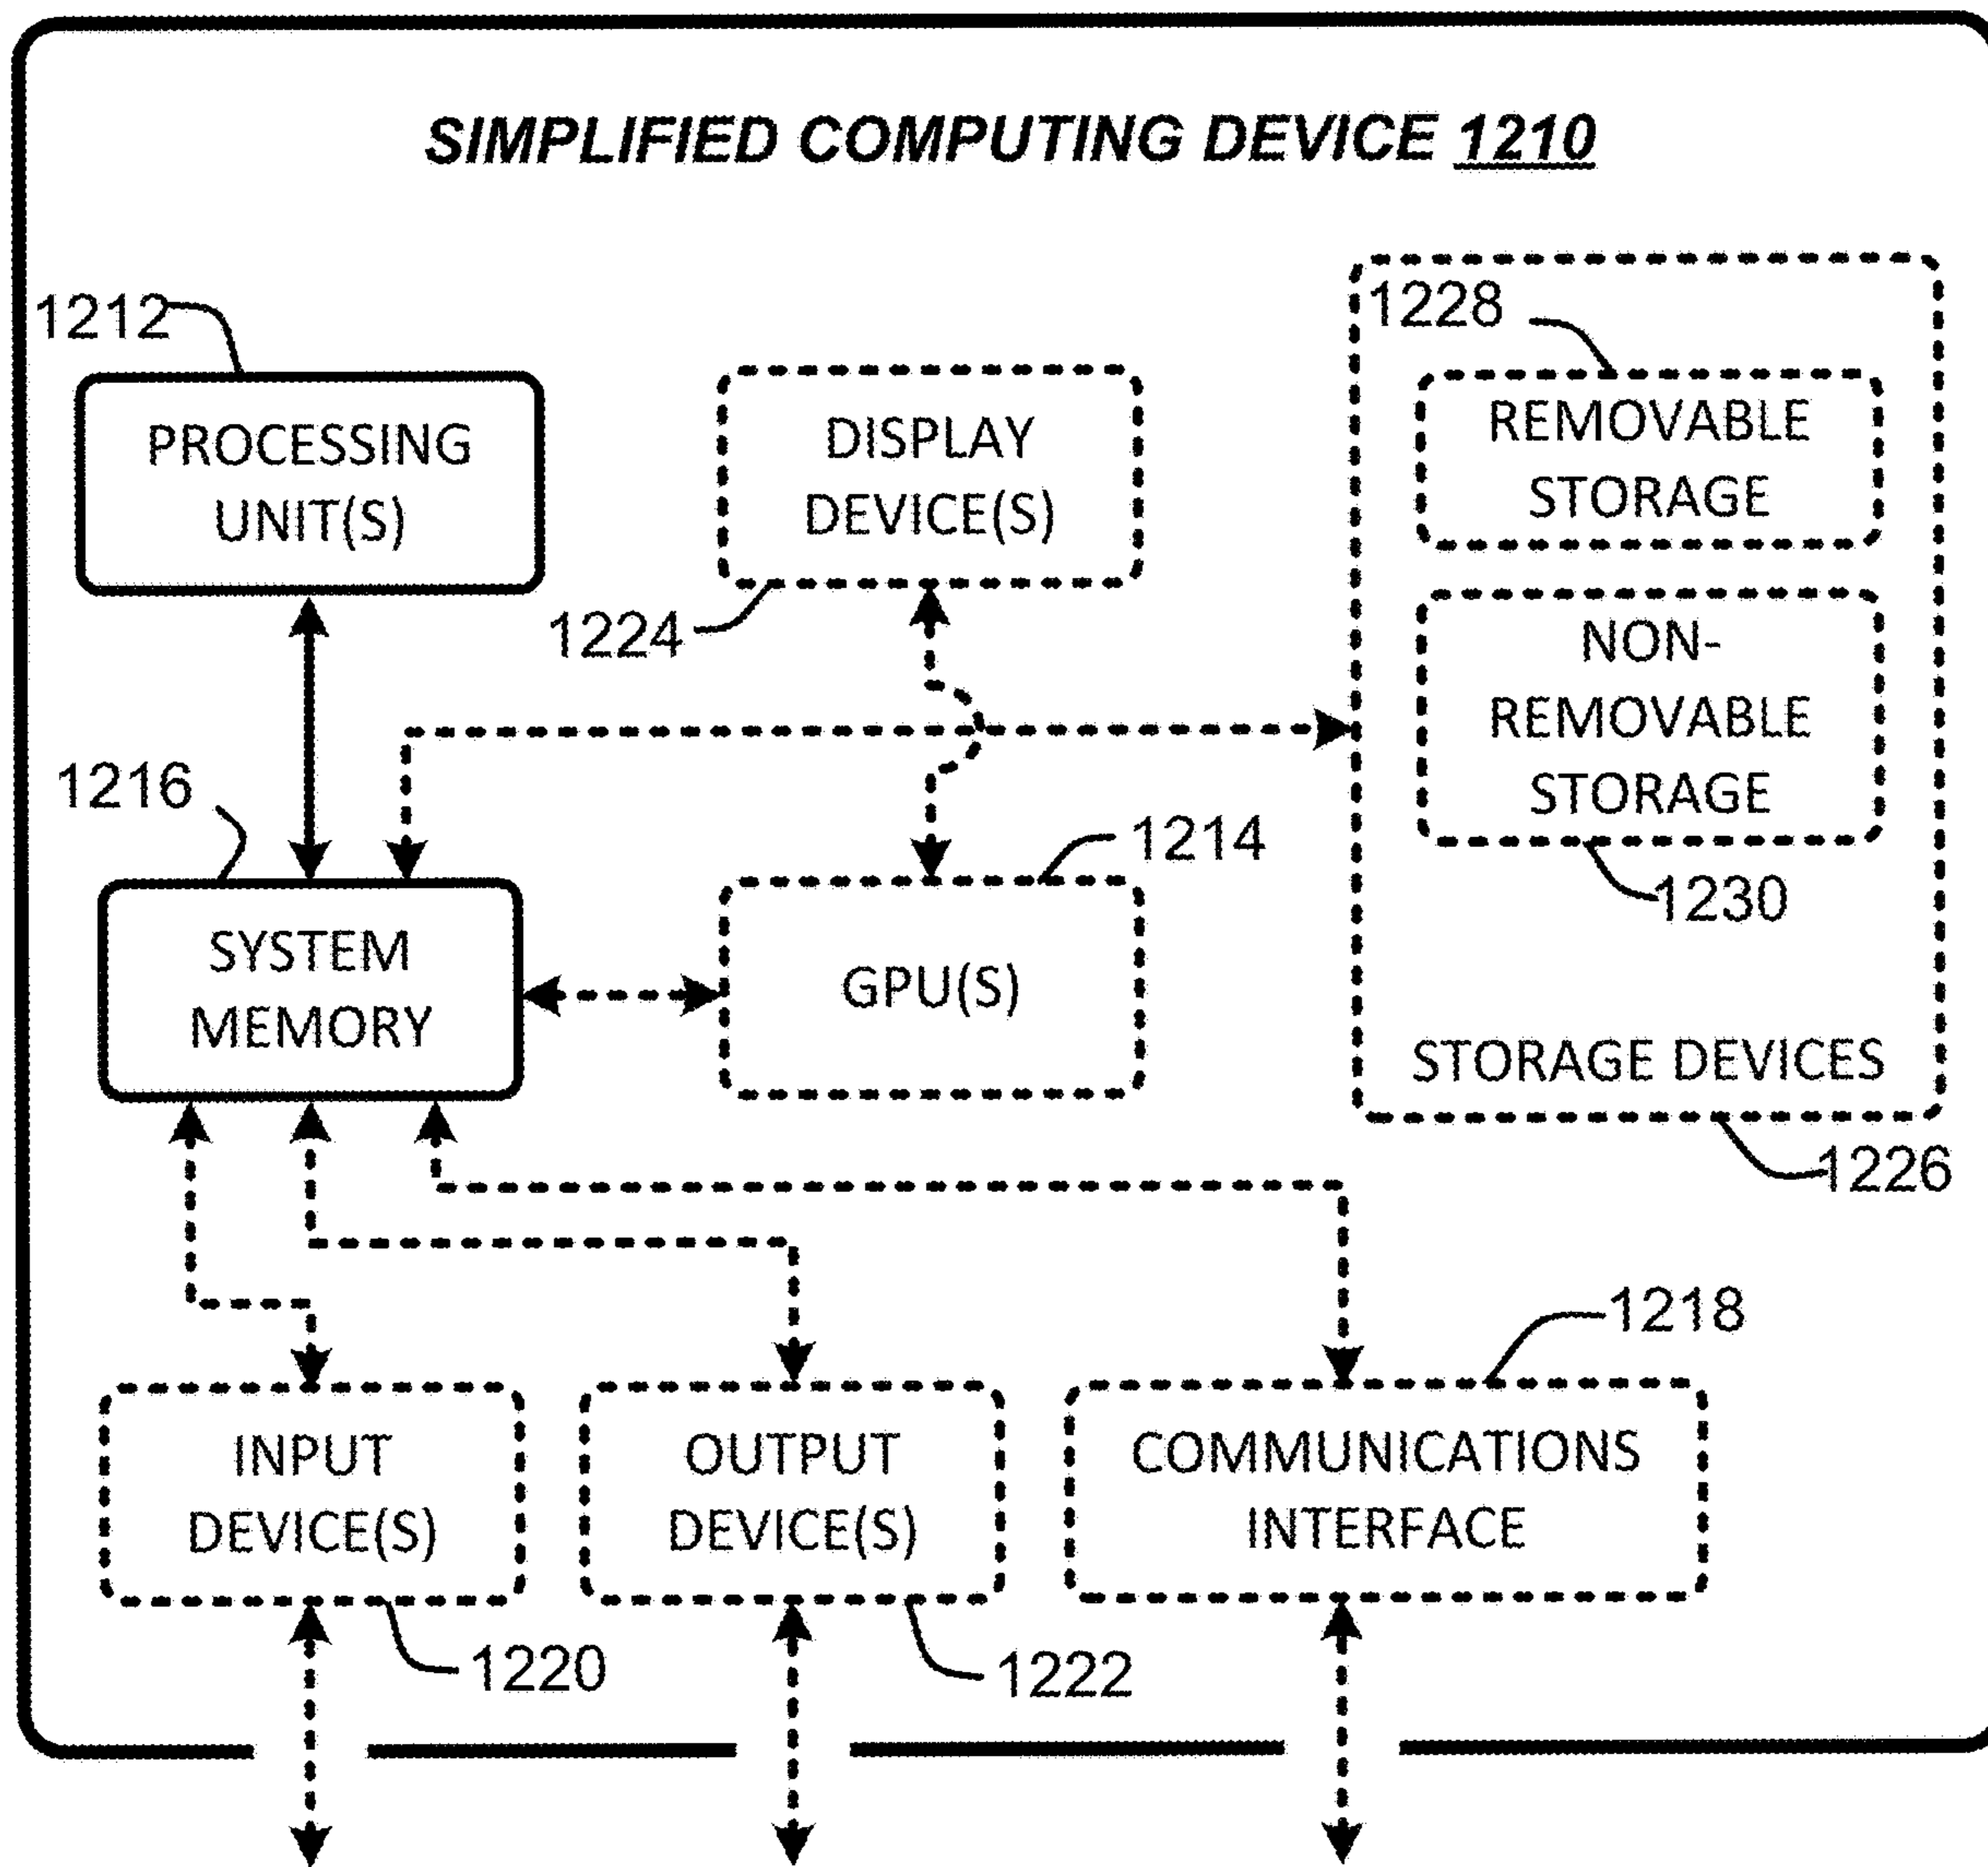 SIMPLIFIED COMPUTING DEVICE 1210
1212
PROCESSING
UNIT(S)
DISPLAY
DEVICE(S)
1224
1228
REMOVABLE
STORAGE
NON-
REMOVABLE
STORAGE
1230
STORAGE DEVICES
1226
1216
SYSTEM
MEMORY
1214
GPU(S)
1218
INPUT
DEVICE(S)
1220
OUTPUT
DEVICE(S)
1222
COMMUNICATIONS
INTERFACE